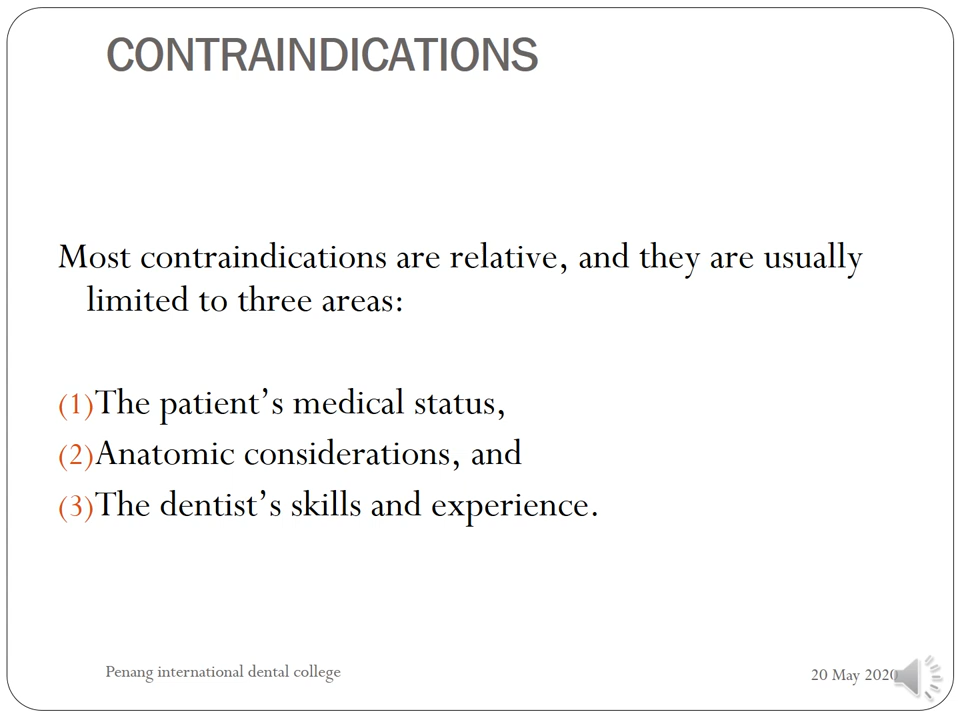 CONTRAINDICATIONS
Most contraindications are relative, and they are usually
limited to three areas:
(1)The patient’s medical status,
(2)Anatomic considerations, and
(3)The dentist’s skills and experience.
Penang international dental college
20 May 2020